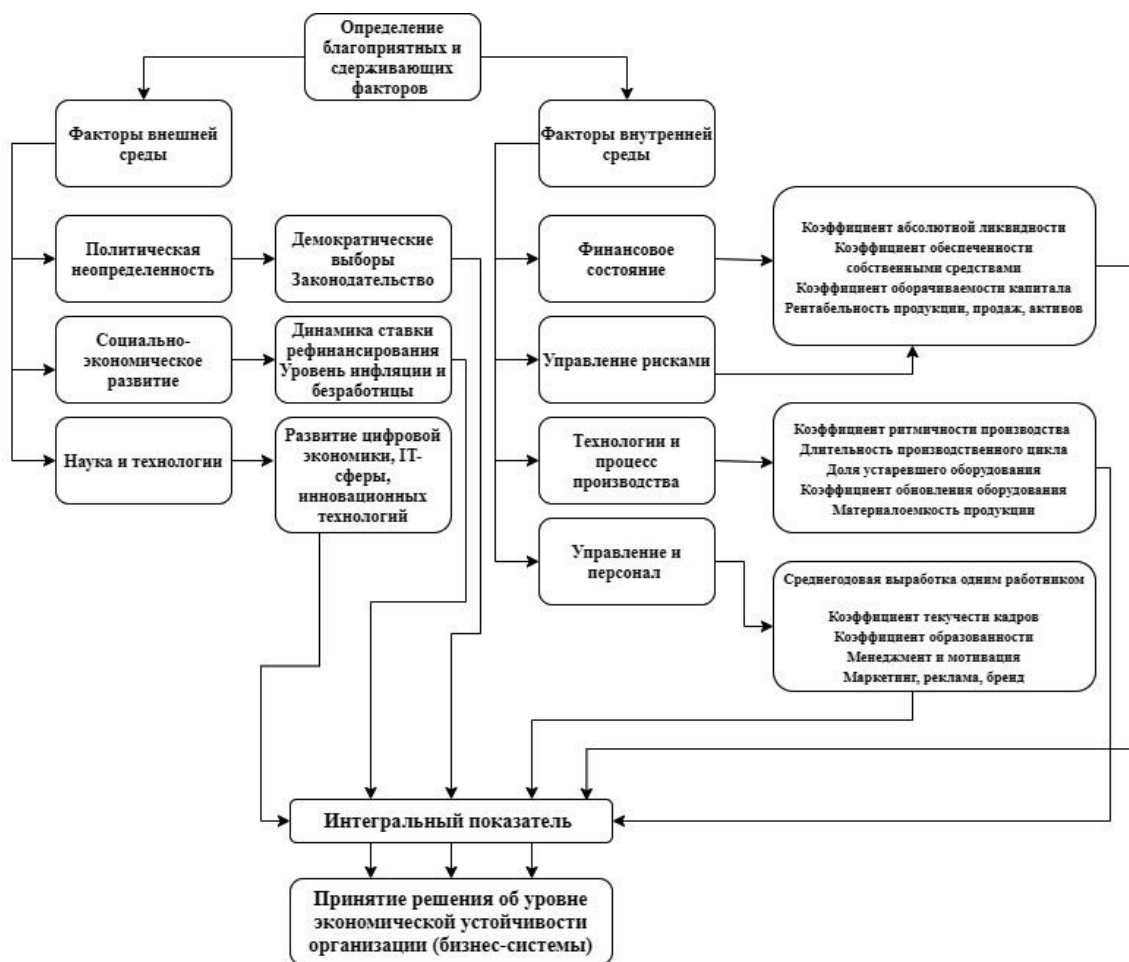 Определение
благоприятных и
сдерживающих
факторов
Факторы внешней
среды
Факторы внутренней
среды
Политическая
неопределенность
Демократические
выборы
Законодательство
Социально-
экономическое
развитие
Динамика ставки
рефинансирования
Уровень инфляции и
безработицы
Наука и технологии
Развитие цифровой
экономики, IT-
сферы,
инновационных
технологий
Финансовое
состояние
Коэффициент абсолютной ликвидности
Коэффициент обеспеченности
собственными средствами
Коэффициент оборачиваемости капитала
Рентабельность продукции, продаж, активов
Управление рисками
Технологии и
процесс
производства
Коэффициент ритмичности производства
Длительность производственного цикла
Доля устаревшего оборудования
Коэффициент обновления оборудования
Материалоемкость продукции
Управление и
персонал
Среднегодовая выработка одним работником
Коэффициент текучести кадров
Коэффициент образованности
Менеджмент и мотивация
Маркетинг, реклама, бренд
Интегральный показатель
Принятие решения об уровне
экономической устойчивости
организации (бизнес-системы)